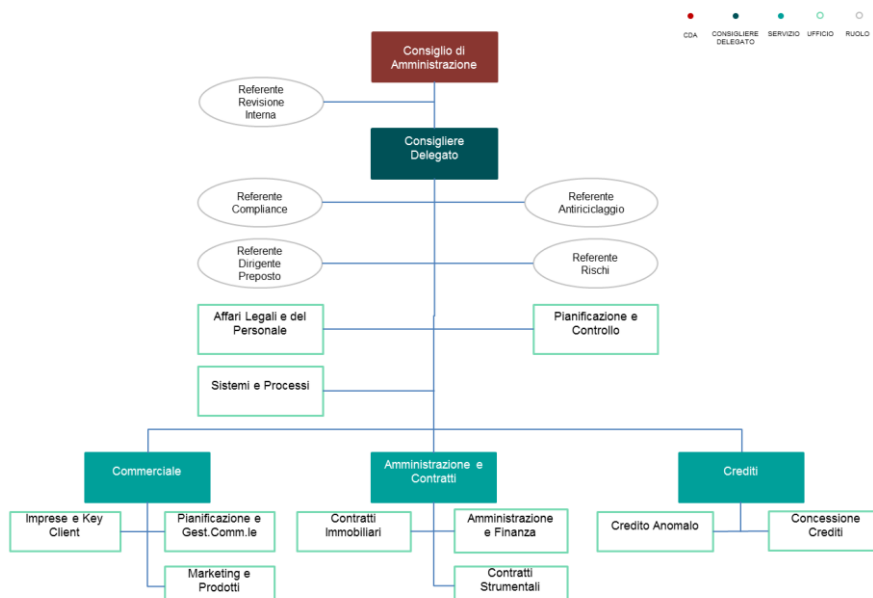 CDA
CONSIGLIERE
DELEGATO
SERVIZIO
UFFICIO
RUOLO
Consiglio di
Amministrazione
Referente
Revisione
Interna
Consigliere
Delegato
Referente
Compliance
Referente
Antiriciclaggio
Referente
Dirigente
Preposto
Referente
Rischi
Affari Legali e del
Personale
Pianificazione e
Controllo
Sistemi e Processi
Commerciale
Amministrazione e
Contratti
Crediti
Imprese e Key
Client
Pianificazione e
Gest.Comm.le
Contratti
Immobiliari
Amministrazione
e Finanza
Credito Anomalo
Concessione
Crediti
Marketing e
Prodotti
Contratti
Strumentali